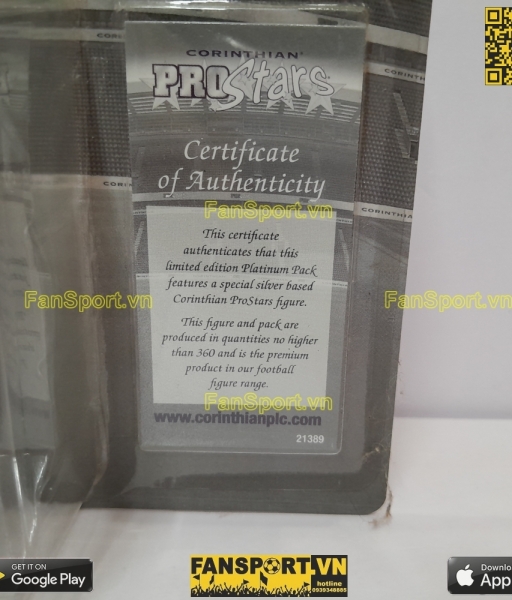 CORINTHIAN
PROStars
CORINTHIAN
Certificate
of Authenticity
FanSport.vn
CORINTHIAN
This certificate
authenticates that this
limited edition Platinum Pack
features a special silver based
Corinthian ProStars figure.
FanSport.vn
FanSport.vn
This figure and pack are
produced in quantities no higher
than 360 and is the premium
product in our football
figure range.
FanSport.vn
www.corinthianplc.com
21389
GET IT ON
Google Play
FANSPORT.VN
hotline
0939348885
App